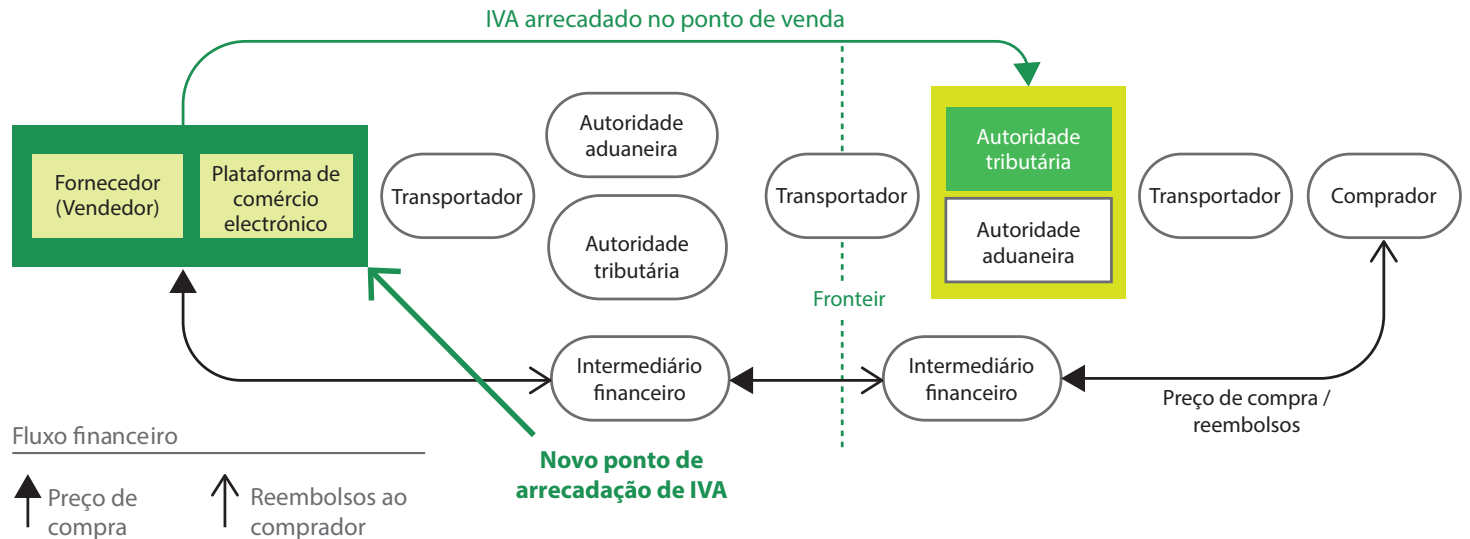 IVA arrecadado no ponto de venda
Fornecedor
(Vendedor)
Plataforma de
comércio
electrónico
Transportador
Autoridade
aduaneira
Autoridade
tributária
Transportador
Autoridade
tributária
Autoridade
aduaneira
Transportador
Comprador
Fronteir
Intermediário
financeiro
Intermediário
financeiro
Preço de compra /
reembolsos
Novo ponto de
arrecadação de IVA
Fluxo financeiro
Preço de
compra
Reembolsos ao
comprador